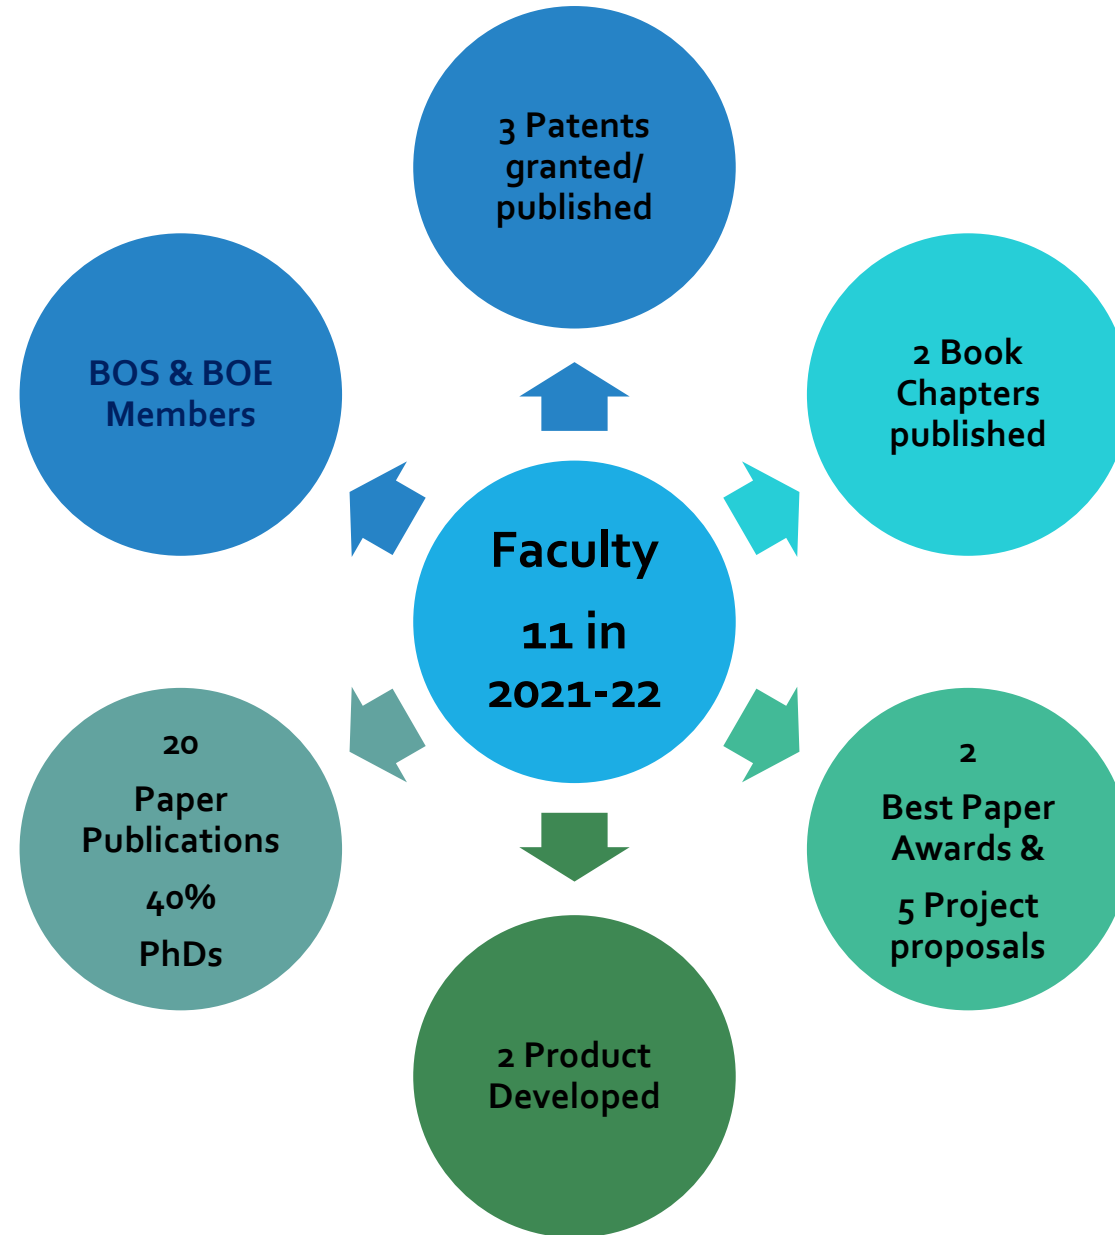 3 Patents
granted/
published
2 Book
Chapters
published
BOS & BOE
Members
Faculty
11 in
2021-22
2
Best Paper
Awards &
5 Project
proposals
20
Paper
Publications
40%
PhDs
2 Product
Developed